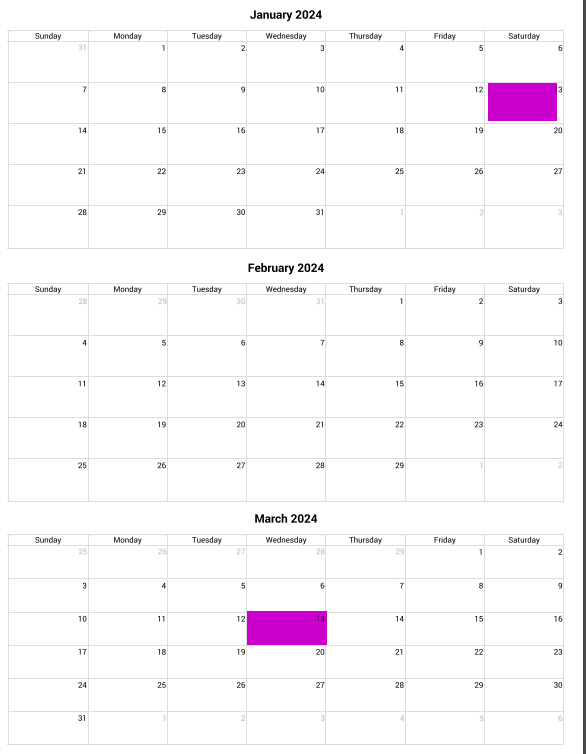 January 2024
Sunday Monday Tuesday Wednesday Thursday Friday Saturday
31 1 2 3 4 5 6
7 8 9 10 11 12 3
14 15 16 17 18 19 20
21 22 23 24 25 26 27
28 29 30 31 1 2 3
February 2024
Sunday Monday Tuesday Wednesday Thursday Friday Saturday
28 29 30 31 1 2 3
4 5 6 7 8 9 10
11 12 13 14 15 16 17
18 19 20 21 22 23 24
25 26 27 28 29 1 2
March 2024
Sunday Monday Tuesday Wednesday Thursday Friday Saturday
25 26 27 28 29 1 2
3 4 5 6 7 8 9
10 11 12 13 14 15 16
17 18 19 20 21 22 23
24 25 26 27 28 29 30
31 1 2 3 4 5 6